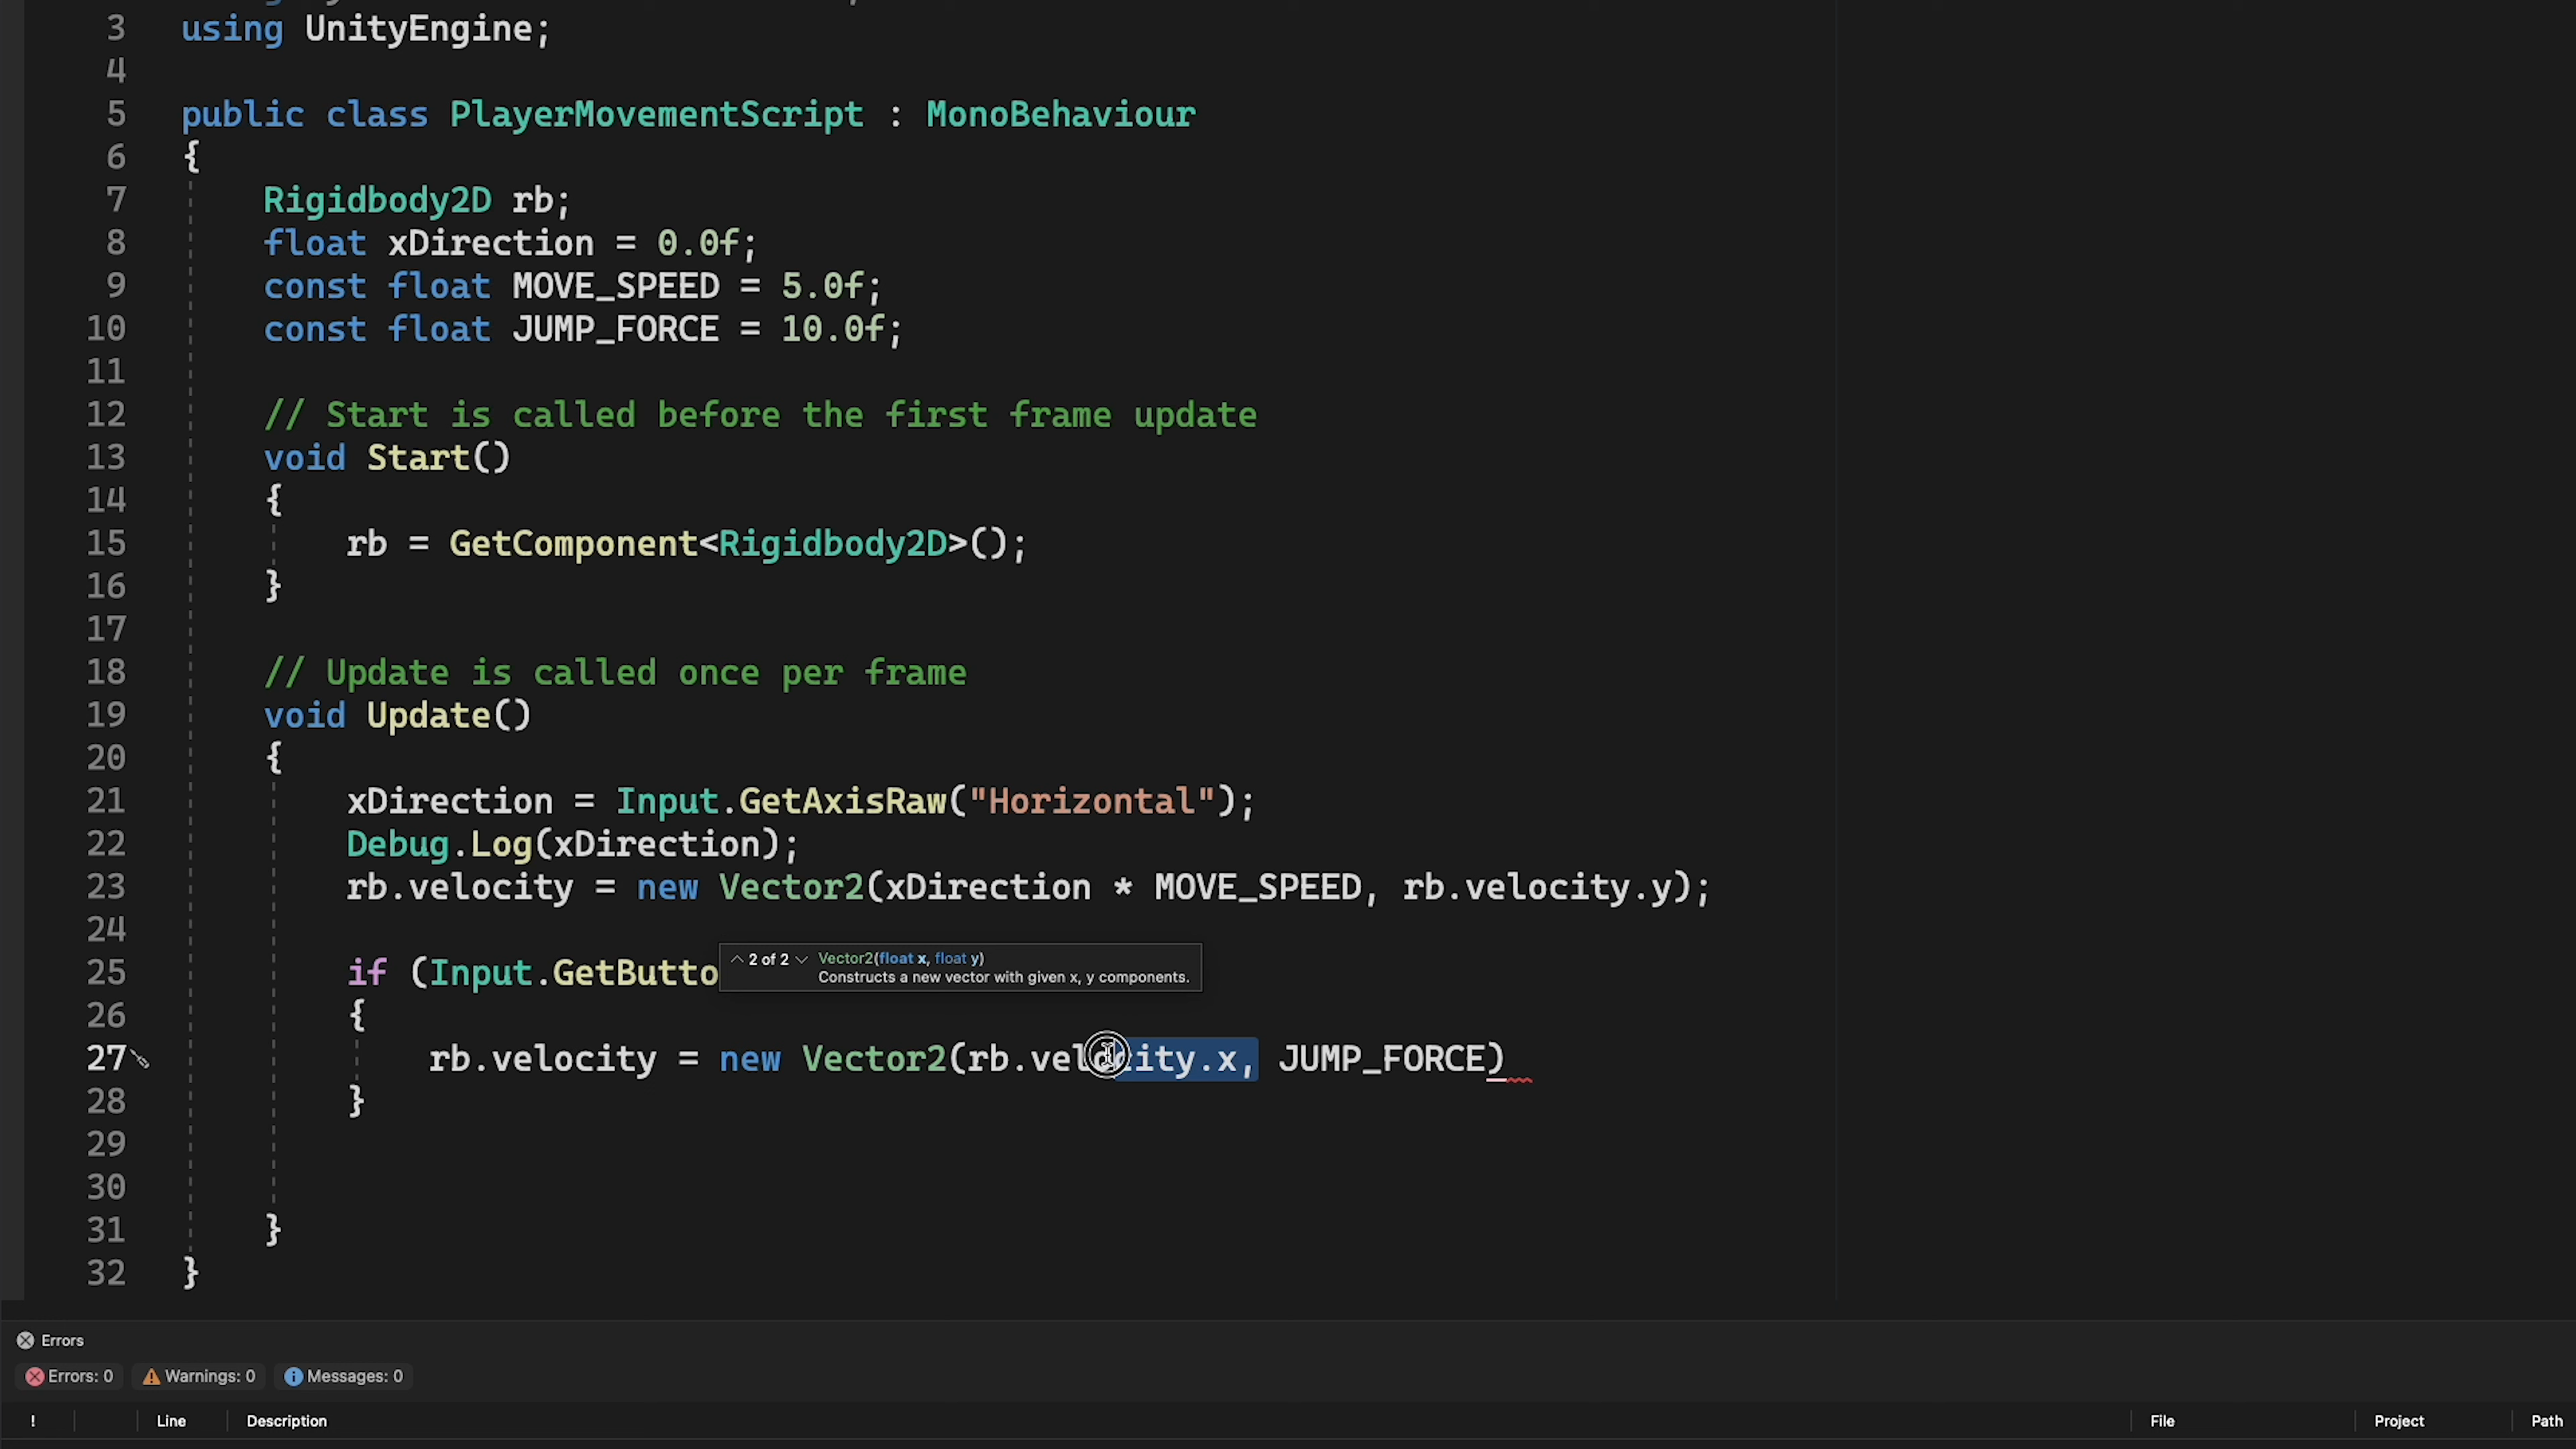 3 using UnityEngine;
4
5 public class PlayerMovementScript : MonoBehaviour
6 {
7 Rigidbody2D rb;
8 float xDirection = 0.0f;
9 const float MOVE_SPEED = 5.0f;
10 const float JUMP_FORCE = 10.0f;
11
12 // Start is called before the first frame update
13 void Start()
14 {
15 rb = GetComponent<Rigidbody2D>();
16 }
17
18 // Update is called once per frame
19 void Update()
20 {
21 xDirection = Input.GetAxisRaw("Horizontal");
22 Debug.Log(xDirection);
23 rb.velocity = new Vector2(xDirection * MOVE_SPEED, rb.velocity.y);
24
2 of 2 Vector2(float x, float y)
25 if (Input.GetButto
Constructs a new vector with given x, y components.
26 {
27 rb.velocity = new Vector2(rb.velocity.x, JUMP_FORCE)
28 }
29
30
31 }
32 }
Errors
Errors: 0 Warnings: 0 Messages: 0
! Line Description File Project Path